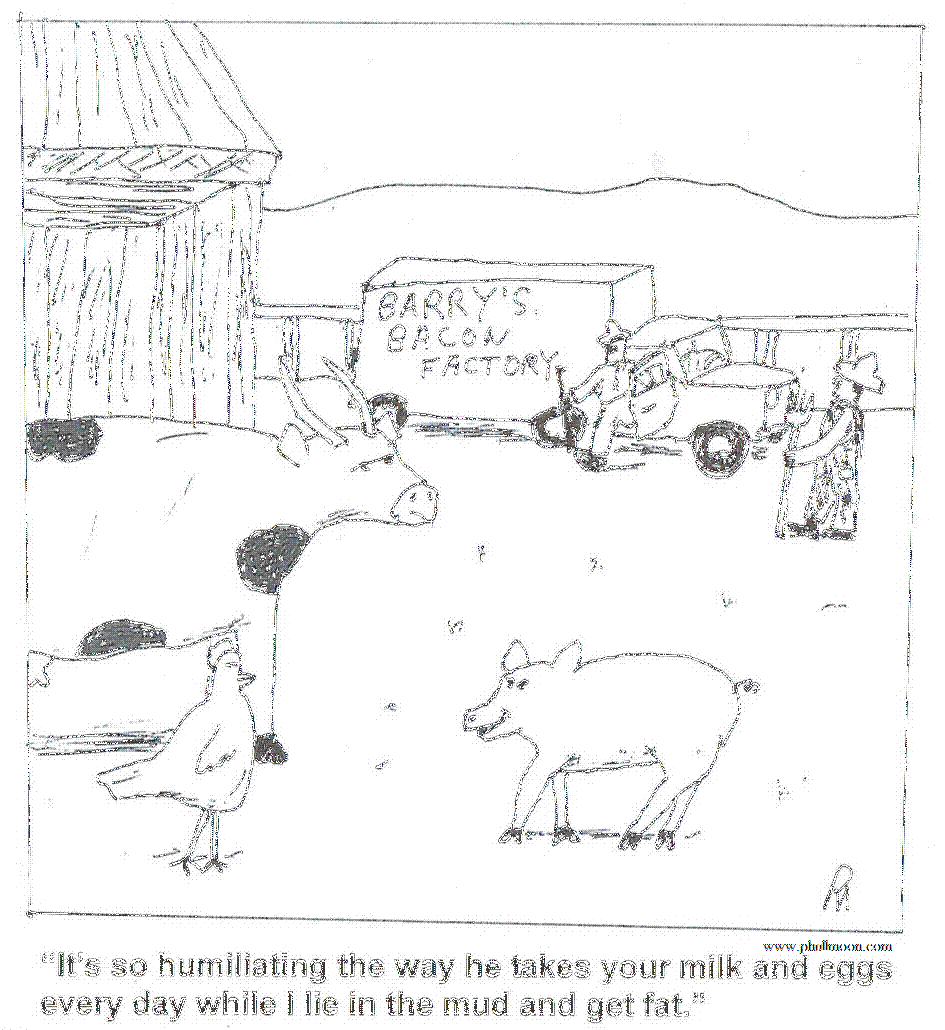 BARRY'S.
BACON
FACTORY
www.phullmoon.com
"It's so humiliating the way he takes your milk and eggs
every day while I lie in the mud and get fat."